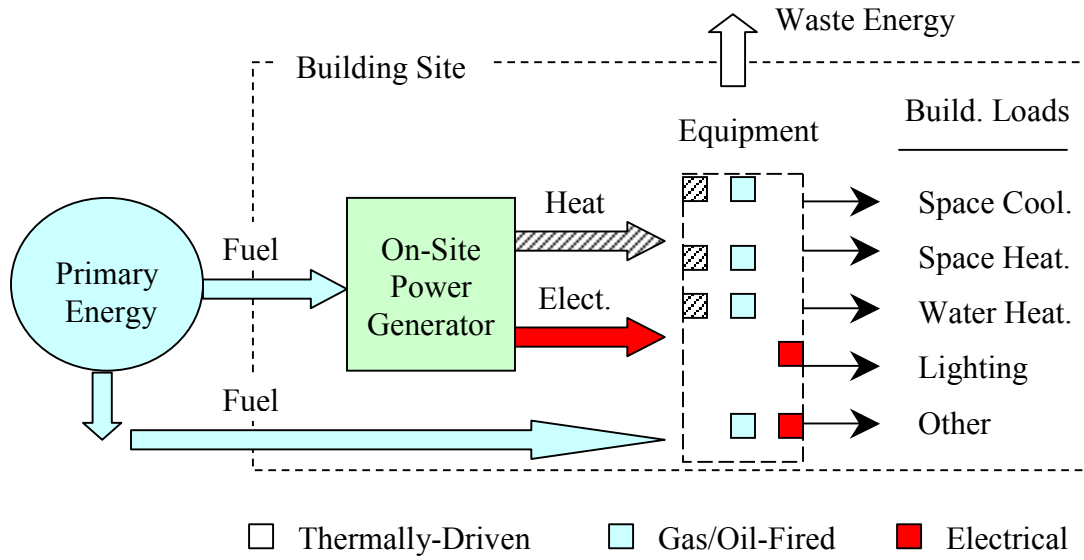 Waste Energy
Building Site
Build. Loads
Equipment
Heat
Space Cool.
Fuel
On-Site
Power
Generator
Primary
Energy
Space Heat.
Elect.
Water Heat.
Lighting
Fuel
Other
Thermally-Driven
Gas/Oil-Fired
Electrical